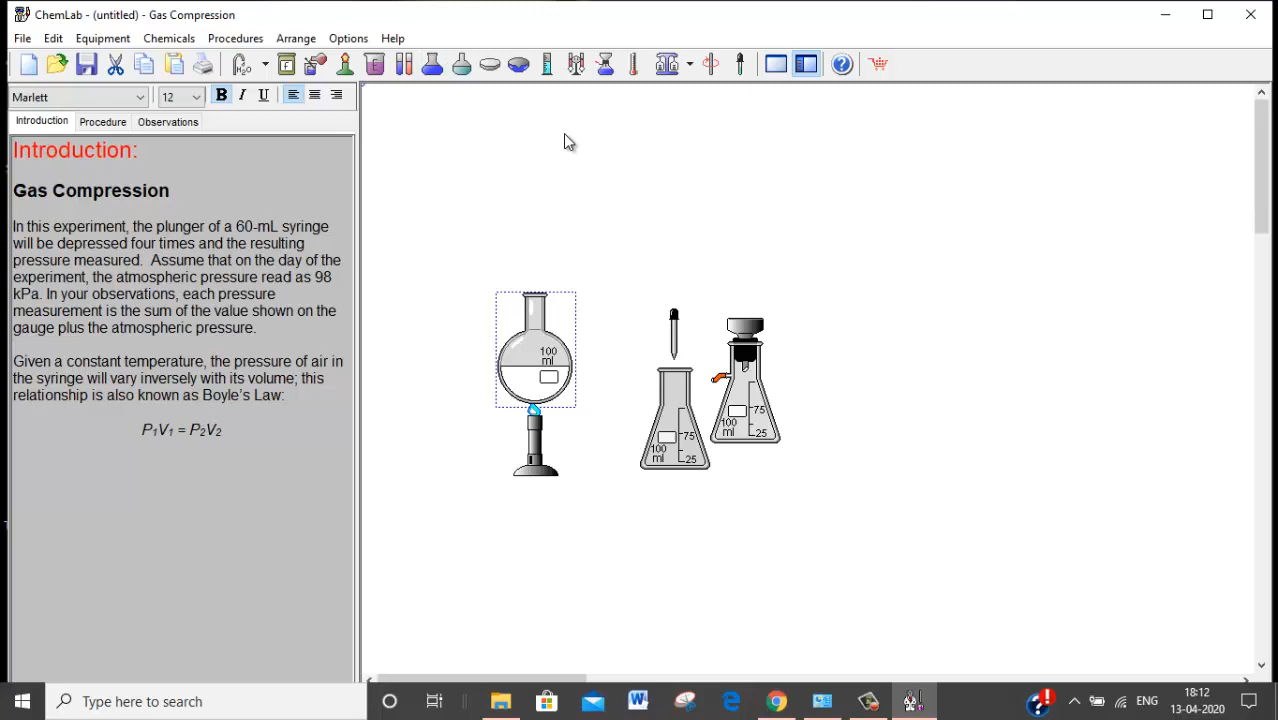 ChemLab - (untitled) - Gas Compression
File Edit Equipment Chemicals Procedures Arrange Options Help
Marlett 12 B I U
Introduction Procedure Observations
Introduction:
Gas Compression
In this experiment, the plunger of a 60-mL syringe
will be depressed four times and the resulting
pressure measured. Assume that on the day of the
experiment, the atmospheric pressure read as 98
kPa. In your observations, each pressure
measurement is the sum of the value shown on the
gauge plus the atmospheric pressure.
Given a constant temperature, the pressure of air in
the syringe will vary inversely with its volume; this
relationship is also known as Boyle's Law:
P₁V₁ = P₂V₂
100
ml
75
100
ml
25
75
100
ml
25
Type here to search
ENG
18:12
13-04-2020